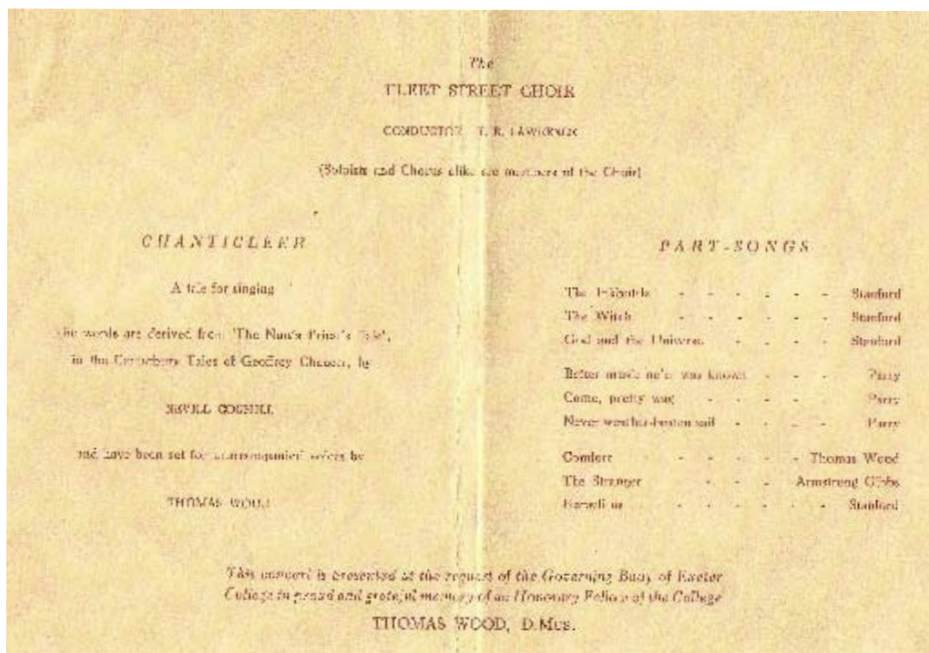 The
FLEET STREET CHOIR
CONDUCTOR T. B. LAWRENCE
(Soloists and Chorus alike are members of the Choir)
CHANTICLEER
A tale for singing
The words are derived from 'The Nun's Priest's Tale',
in the Canterbury Tales of Geoffrey Chaucer, by
NEVILL COGHILL
and have been set for unaccompanied voices by
THOMAS WOOD
PART-SONGS
The Inkbottle - - - - - - Stanford
The Witch - - - - - - Stanford
God and the Universe - - - - - Stanford
Better music ne'er was known - - - - Parry
Come, pretty wag - - - - - Parry
Never weather-beaten sail - - - - Parry
Comfort - - - - - - Thomas Wood
The Stranger - - - Armstrong Gibbs
- - - - - - Stanford
This concert is presented at the request of the Governing Body of Exeter
College in proud and grateful memory of an Honorary Fellow of the College
THOMAS WOOD, D.Mus.